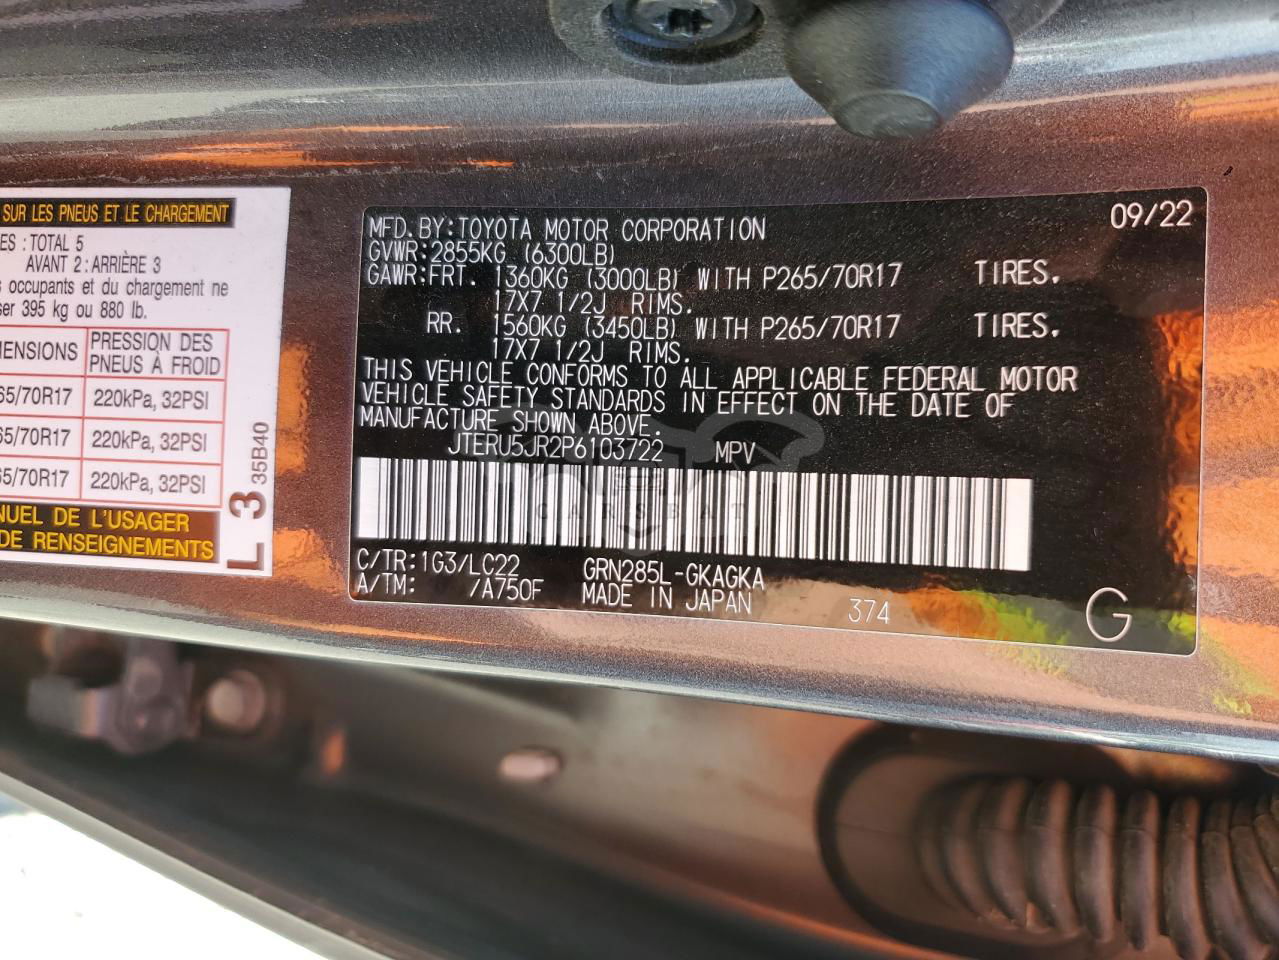 SUR LES PNEUS ET LE CHARGEMENT
: TOTAL 5
AVANT 2 : ARRIÈRE 3
occupants et du chargement ne
395 kg ou 880 lb.
PRESSION DES
PNEUS À FROID
65/70R17 220kPa, 32PSI
65/70R17 220kPa, 32PSI
65/70R17 220kPa, 32PSI
DE L'USAGER
DE RENSEIGNEMENTS
L 3 35B40
MFD.BY:TOYOTA MOTOR CORPORATION 09/22
GVWR:2855KG (6300LB)
GAWR:FRT. 1360KG (3000LB) WITH P265/70R17 TIRES.
17X7 1/2J RIMS.
RR. 1560KG (3450LB) WITH P265/70R17 TIRES.
17X7 1/2J RIMS.
THIS VEHICLE CONFORMS TO ALL APPLICABLE FEDERAL MOTOR
VEHICLE SAFETY STANDARDS IN EFFECT ON THE DATE OF
MANUFACTURE SHOWN ABOVE.
JTERU5JR2P6103722 MPV
CARSBAT
C/TR:1G3/LC22 GRN285L-GKAGKA
A/TM: /A750F MADE IN JAPAN 374 G